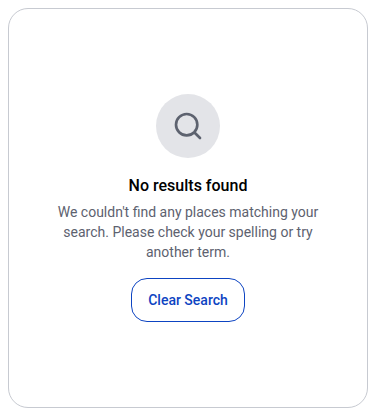 No results found
We couldn't find any places matching your
search. Please check your spelling or try
another term.
Clear Search